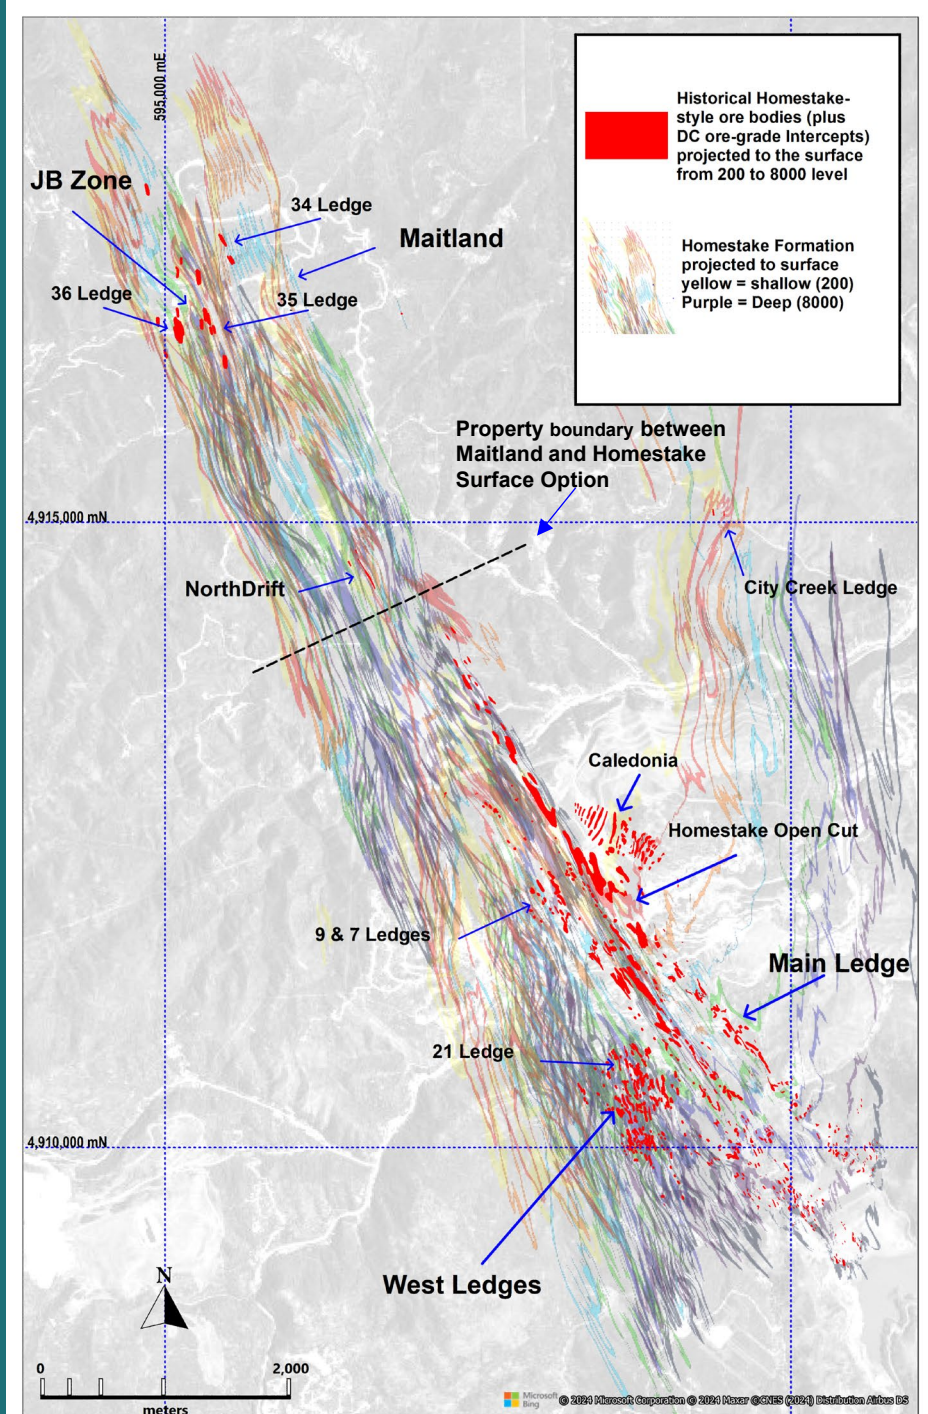 595,000 mE
Historical Homestake-
style ore bodies (plus
DC ore-grade Intercepts)
projected to the surface
from 200 to 8000 level
Homestake Formation
projected to surface
yellow = shallow (200)
Purple = Deep (8000)
JB Zone
34 Ledge
Maitland
36 Ledge
35 Ledge
Property boundary between
Maitland and Homestake
Surface Option
4,915,000 mN
NorthDrift
City Creek Ledge
Caledonia
Homestake Open Cut
9 & 7 Ledges
Main Ledge
21 Ledge
4,910,000 mN
West Ledges
N
0 2,000
meters
Microsoft
Bing
© 2024 Microsoft Corporation © 2024 Maxar ©CNES (2024) Distribution Airbus DS